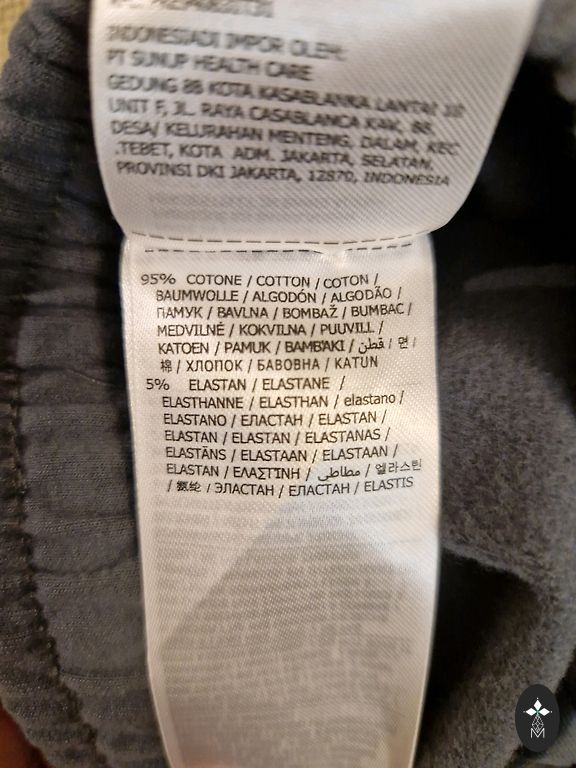 INDONESIADI IMPOR OLEH:
PT SUNUP HEALTH CARE
GEDUNG 88 KOTA KASABLANKA LANTAI 10
UNIT F, JL. RAYA CASABLANCA KAV. 88,
DESA/ KELURAHAN MENTENG, DALAM, KEC
.TEBET, KOTA ADM. JAKARTA, SELATAN,
PROVINSI DKI JAKARTA, 12870, INDONESIA
95% COTONE / COTTON / COTON /
BAUMWOLLE / ALGODÓN / ALGODÃO /
ПАМУК / BAVLNA / BOMBAŽ / BUMBAC /
MEDVILNĖ / KOKVILNA / PUUVILL /
KATOEN / PAMUK / ΒΑΜΒΑΚΙ / قطن / 면 /
棉 / ХЛОПОК / БАВОВНА / KATUN
5% ELASTAN / ELASTANE /
ELASTHANNE / ELASTHAN / elastano /
ELASTANO / ЕЛАСТАН / ELASTAN /
ELASTAN / ELASTAN / ELASTANAS /
ELASTĀNS / ELASTAAN / ELASTAAN /
ELASTAN / ΕΛΑΣΤΊΝΗ / مطاطي / 엘라스틴
/ 氨纶 / ЭЛАСТАН / ЕЛАСТАН / ELASTIS